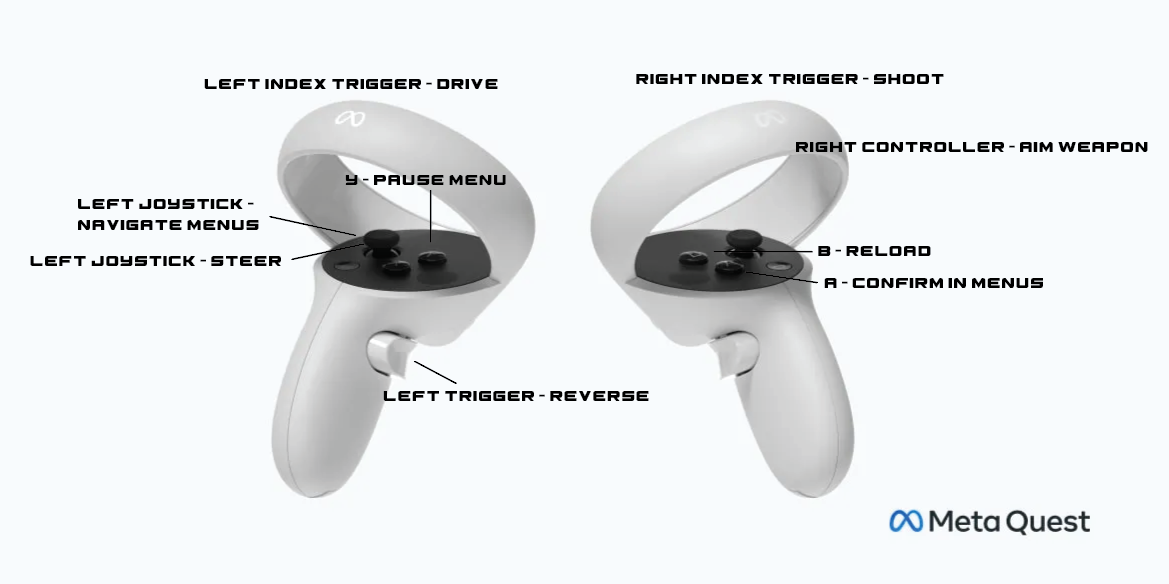 LEFT INDEX TRIGGER - DRIVE
RIGHT INDEX TRIGGER - SHOOT
RIGHT CONTROLLER - AIM WEAPON
Y - PAUSE MENU
LEFT JOYSTICK -
NAVIGATE MENUS
LEFT JOYSTICK - STEER
B - RELOAD
A - CONFIRM IN MENUS
LEFT TRIGGER - REVERSE
Meta Quest